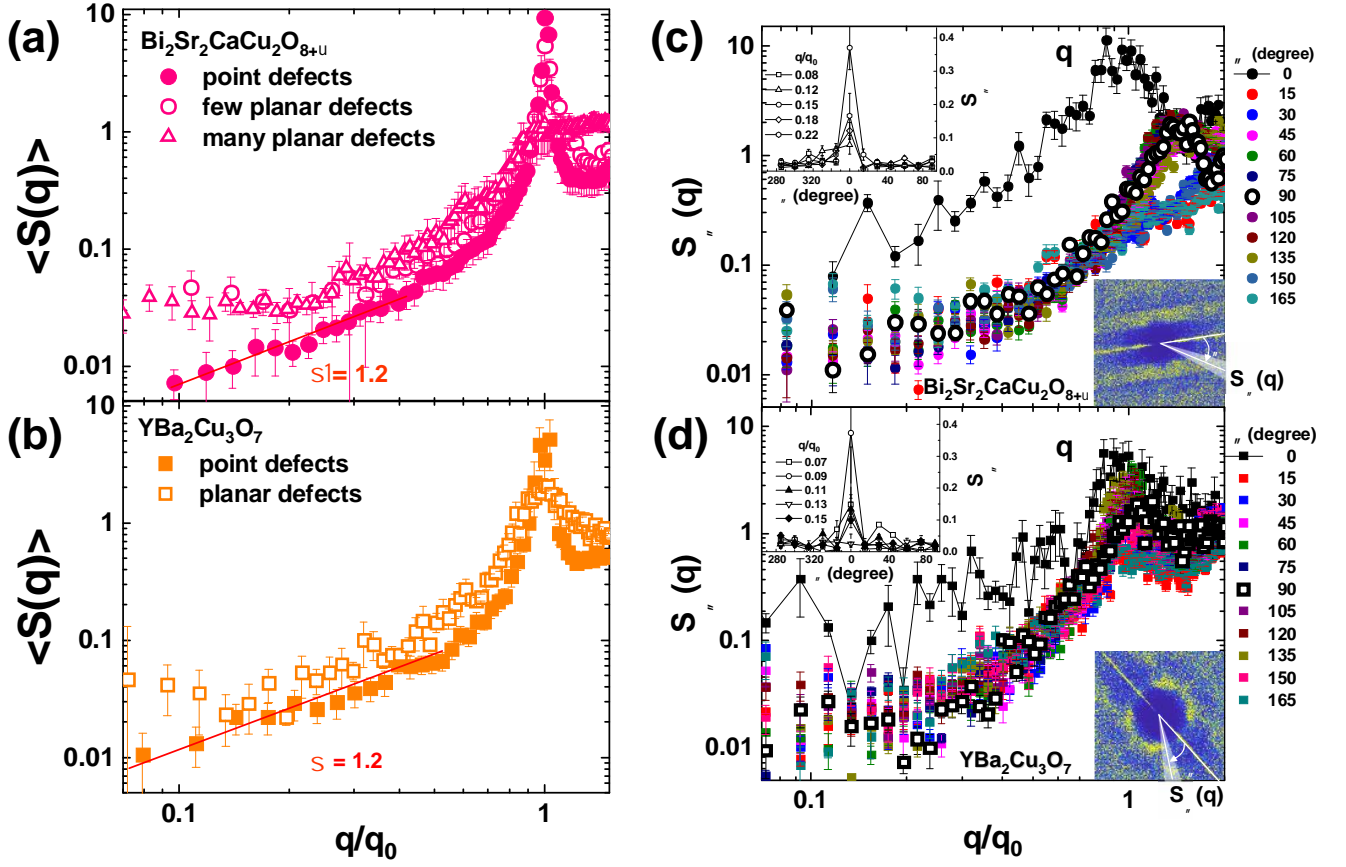 (a)
Bi2Sr2CaCu2O8+u
point defects
few planar defects
many planar defects
10
1
0.1
0.01
<S(q)>
s1= 1.2
(b)
YBa2Cu3O7
point defects
planar defects
10
1
0.1
0.01
<S(q)>
s = 1.2
0.1
1
q/q0
(c)
10
1
0.1
0.01
S„ (q)
q
q/q0
0.08
0.12
0.15
0.18
0.22
0.4
0.3
0.2
0.1
0.0
S„
280
320
0
40
80
„ (degree)
Bi2Sr2CaCu2O8+u
S„ (q)
„
„ (degree)
0
15
30
45
60
75
90
105
120
135
150
165
(d)
10
1
0.1
0.01
S„ (q)
q
q/q0
0.07
0.09
0.11
0.13
0.15
0.4
0.3
0.2
0.1
0.0
S„
280
320
0
40
80
„ (degree)
YBa2Cu3O7
„
S„ (q)
„ (degree)
0
15
30
45
60
75
90
105
120
135
150
165
0.1
1
q/q0